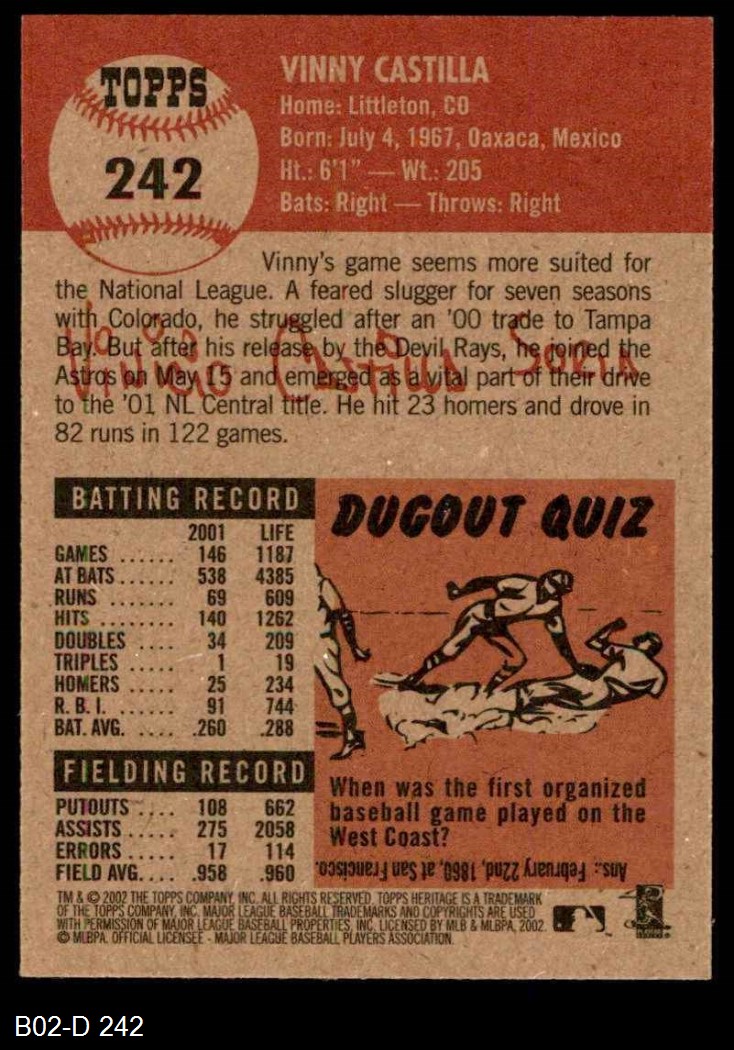 TOPPS
242
VINNY CASTILLA
Home: Littleton, CO
Born: July 4, 1967, Oaxaca, Mexico
Ht.: 6'1" — Wt.: 205
Bats: Right — Throws: Right
Vinny's game seems more suited for
the National League. A feared slugger for seven seasons
with Colorado, he struggled after an '00 trade to Tampa
Bay. But after his release by the Devil Rays, he joined the
Astros on May 15 and emerged as a vital part of their drive
to the '01 NL Central title. He hit 23 homers and drove in
82 runs in 122 games.
Castilla Soria
BATTING RECORD
2001 LIFE
GAMES ...... 146 1187
AT BATS ...... 538 4385
RUNS ....... 69 609
HITS ........ 140 1262
DOUBLES .... 34 209
TRIPLES ..... 1 19
HOMERS ..... 25 234
R. B. I. ...... 91 744
BAT. AVG. .... .260 .288
FIELDING RECORD
PUTOUTS .... 108 662
ASSISTS ..... 275 2058
ERRORS ..... 17 114
FIELD AVG. ... .958 .960
DUGOUT QUIZ
When was the first organized
baseball game played on the
West Coast?
Ans.: February 22nd, 1860, at San Francisco.
TM & © 2002 THE TOPPS COMPANY, INC. ALL RIGHTS RESERVED. TOPPS HERITAGE IS A TRADEMARK
OF THE TOPPS COMPANY, INC. MAJOR LEAGUE BASEBALL TRADEMARKS AND COPYRIGHTS ARE USED
WITH PERMISSION OF MAJOR LEAGUE BASEBALL PROPERTIES, INC. LICENSED BY MLB & MLBPA, 2002.
© MLBPA. OFFICIAL LICENSEE - MAJOR LEAGUE BASEBALL PLAYERS ASSOCIATION.
B02-D 242